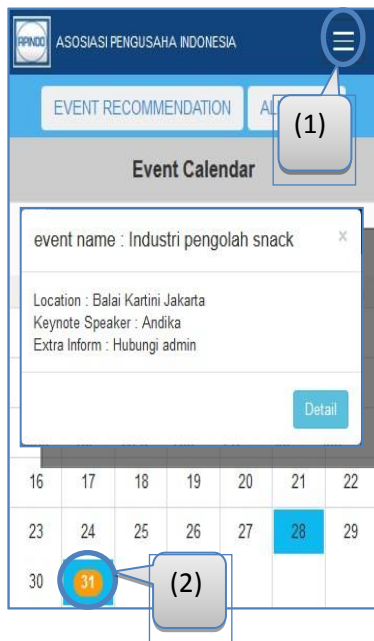 APINDO ASOSIASI PENGUSAHA INDONESIA
EVENT RECOMMENDATION
(1)
Event Calendar
event name : Industri pengolah snack ×
Location : Balai Kartini Jakarta
Keynote Speaker : Andika
Extra Inform : Hubungi admin
Detail
16 17 18 19 20 21 22
23 24 25 26 27 28 29
30 31
(2)